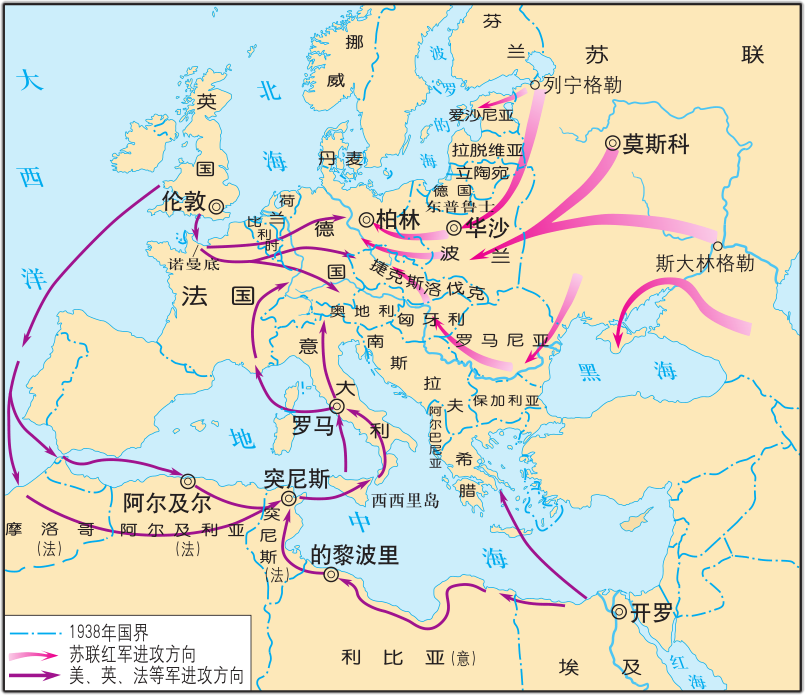 芬兰
苏联
挪威
波罗的海
列宁格勒
大西洋
北海
英国
爱沙尼亚
莫斯科
丹麦
拉脱维亚
立陶宛
德国
东普鲁士
伦敦
荷兰
比利时
柏林
华沙
德国
波兰
诺曼底
斯大林格勒
捷克斯洛伐克
法国
奥地利
匈牙利
罗马尼亚
意大利
南斯拉夫
黑海
保加利亚
阿尔巴尼亚
罗马
地中海
希腊
突尼斯
西西里岛
阿尔及尔
摩洛哥
(法)
阿尔及利亚
(法)
突尼斯
(法)
的黎波里
开罗
利比亚(意)
埃及
红海
1938年国界
苏联红军进攻方向
美、英、法等军进攻方向